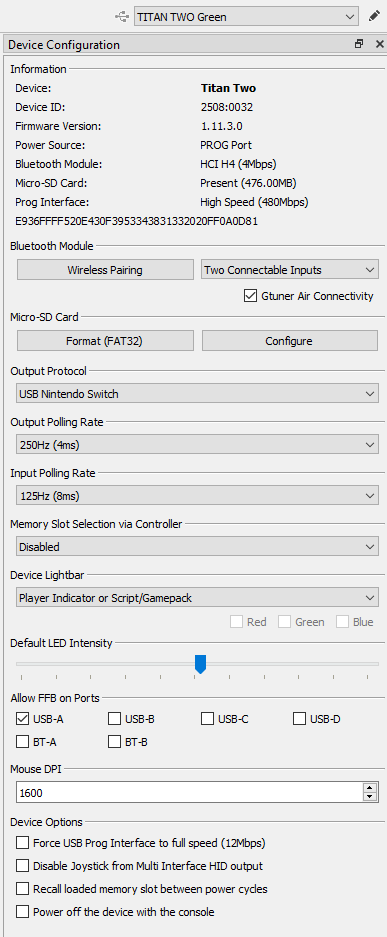 TITAN TWO Green
Device Configuration
Information
Device: Titan Two
Device ID: 2508:0032
Firmware Version: 1.11.3.0
Power Source: PROG Port
Bluetooth Module: HCI H4 (4Mbps)
Micro-SD Card: Present (476.00MB)
Prog Interface: High Speed (480Mbps)
E936FFFF520E430F3953343831332020FF0A0D81
Bluetooth Module
Wireless Pairing Two Connectable Inputs
Gtuner Air Connectivity
Micro-SD Card
Format (FAT32) Configure
Output Protocol
USB Nintendo Switch
Output Polling Rate
250Hz (4ms)
Input Polling Rate
125Hz (8ms)
Memory Slot Selection via Controller
Disabled
Device Lightbar
Player Indicator or Script/Gamepack
Red Green Blue
Default LED Intensity
Allow FFB on Ports
USB-A USB-B USB-C USB-D
BT-A BT-B
Mouse DPI
1600
Device Options
Force USB Prog Interface to full speed (12Mbps)
Disable Joystick from Multi Interface HID output
Recall loaded memory slot between power cycles
Power off the device with the console